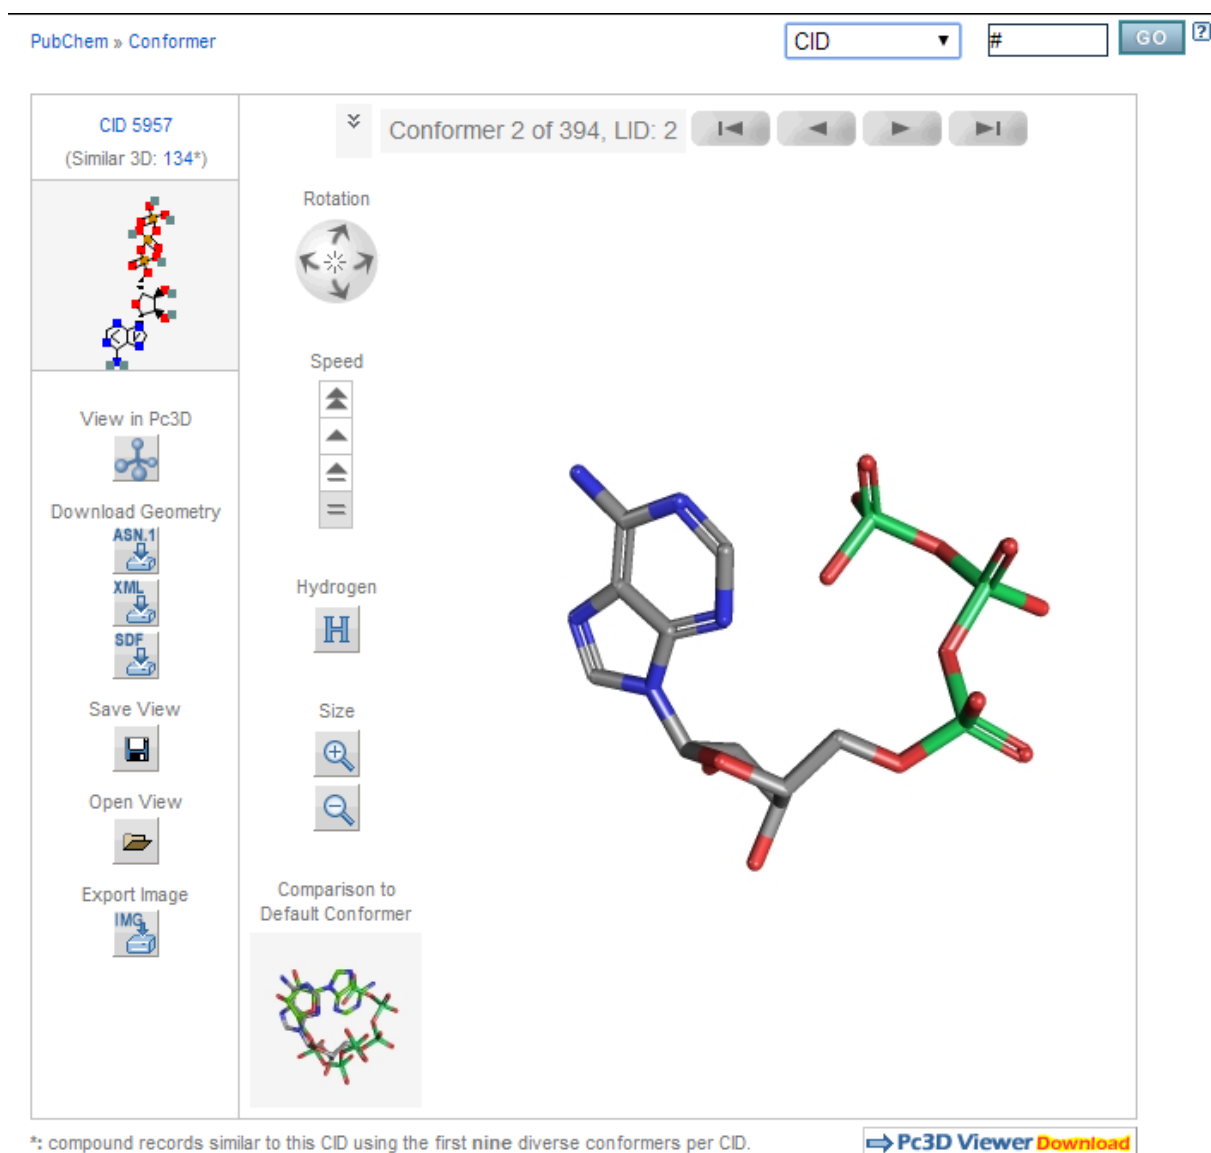 PubChem » Conformer
CID
#
GO
?
CID 5957
(Similar 3D: 134*)
Conformer 2 of 394, LID: 2
Rotation
Speed
View in Pc3D
Download Geometry
ASN.1
XML
SDF
Hydrogen
H
Save View
Size
Open View
Export Image
IMG
Comparison to
Default Conformer
*: compound records similar to this CID using the first nine diverse conformers per CID.
Pc3D Viewer Download